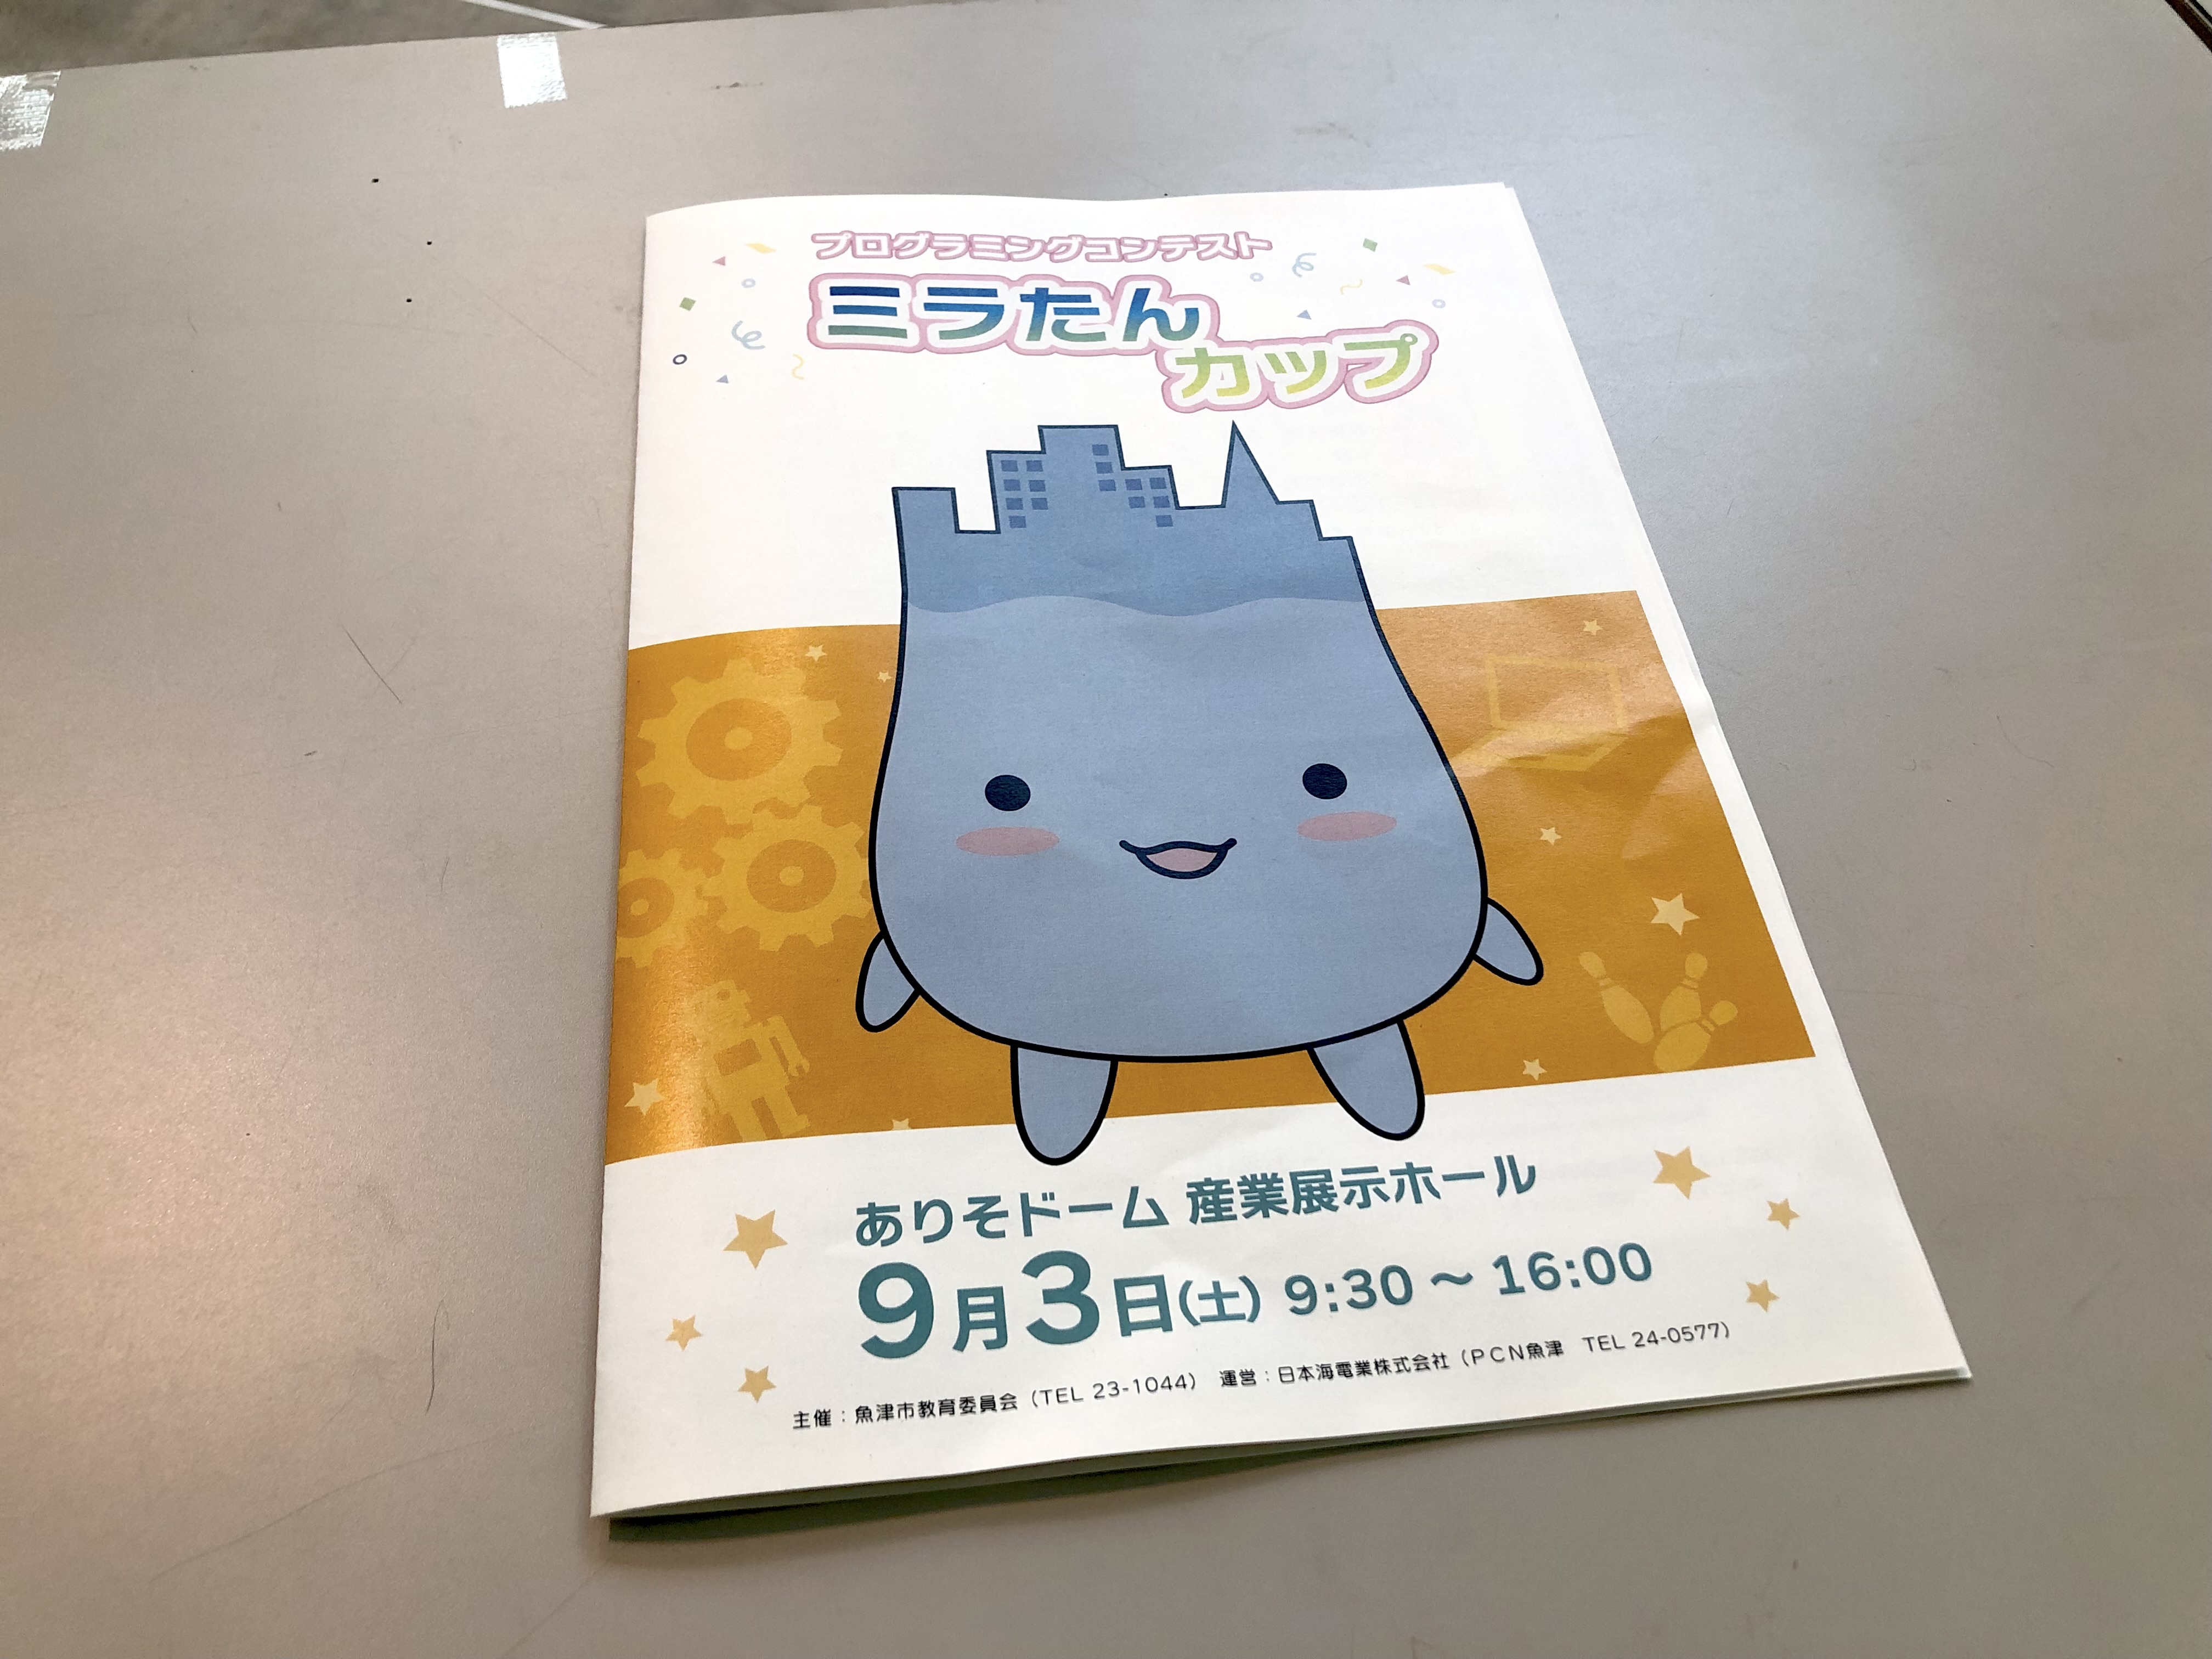 プログラミングコンテスト
ミラたん
カップ
ありそドーム 産業展示ホール
9月3日(土) 9:30 ～ 16:00
主催：魚津市教育委員会（TEL 23-1044） 運営：日本海電業株式会社（PCN魚津　TEL 24-0577）